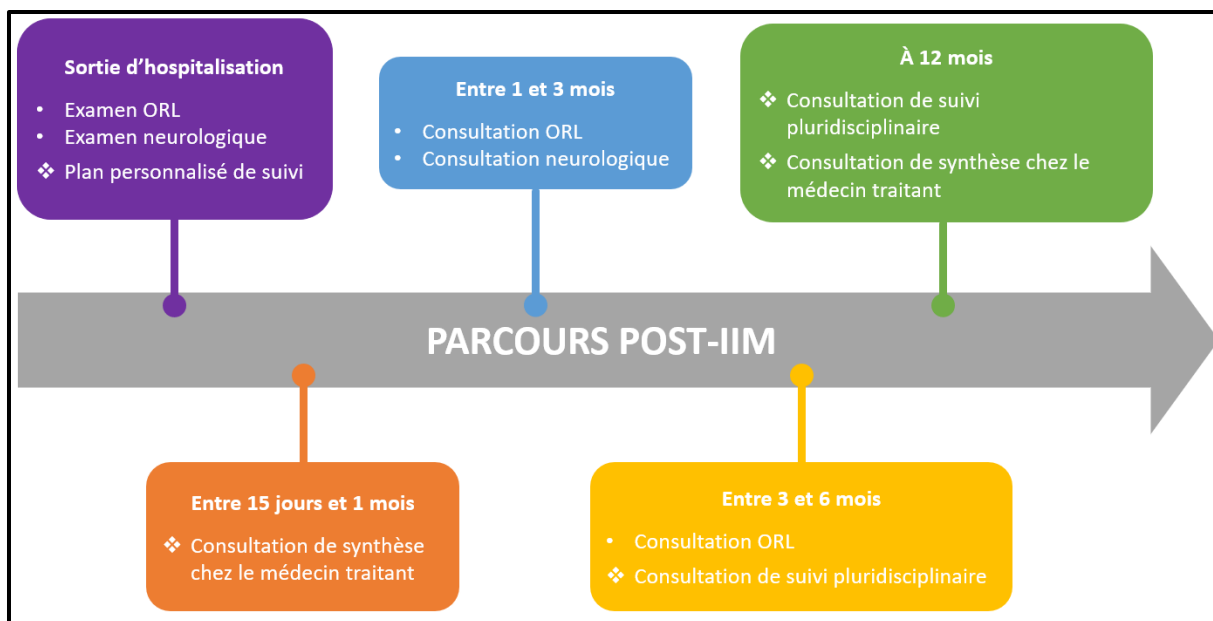 Sortie d'hospitalisation
• Examen ORL
• Examen neurologique
❖ Plan personnalisé de suivi
Entre 1 et 3 mois
• Consultation ORL
• Consultation neurologique
À 12 mois
❖ Consultation de suivi
pluridisciplinaire
❖ Consultation de synthèse chez le
médecin traitant
PARCOURS POST-IIM
Entre 15 jours et 1 mois
❖ Consultation de synthèse
chez le médecin traitant
Entre 3 et 6 mois
• Consultation ORL
❖ Consultation de suivi pluridisciplinaire